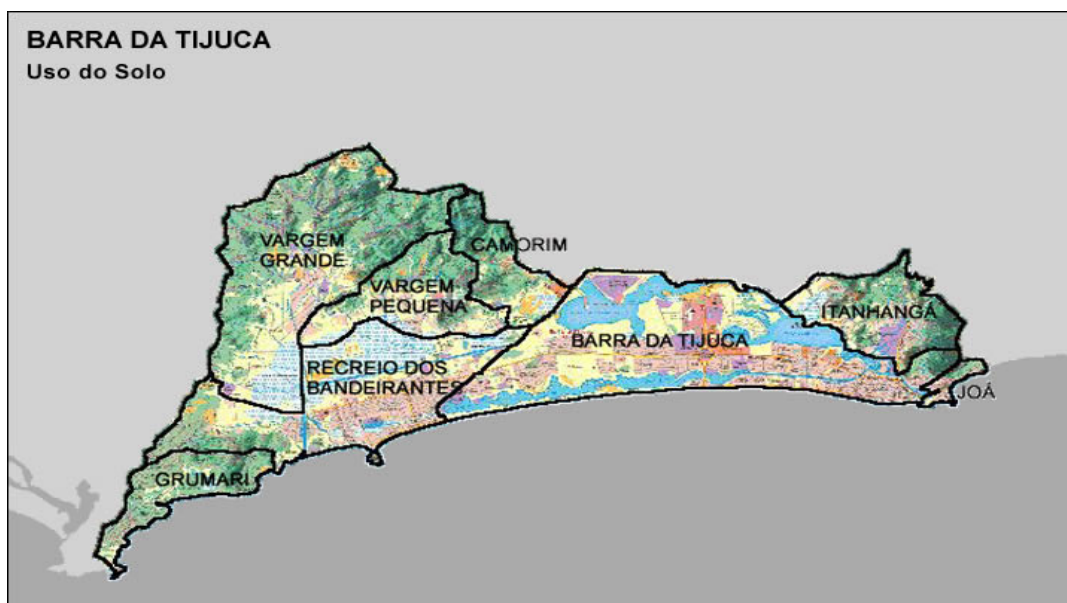 BARRA DA TIJUCA
Uso do Solo
VARGEM
GRANDE
CAMORIM
VARGEM
PEQUENA
ITANHANGÁ
BARRA DA TIJUCA
RECREIO DOS
BANDEIRANTES
JOÁ
GRUMARI